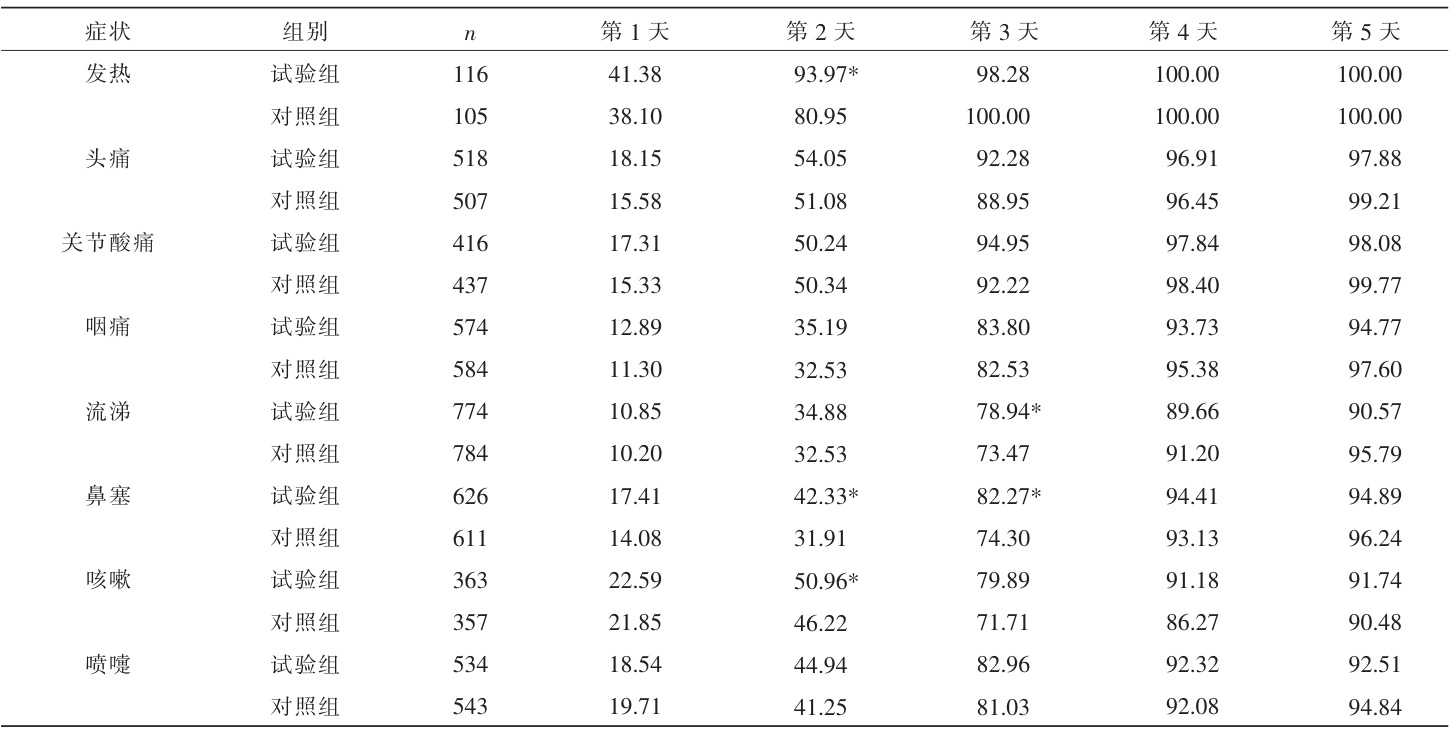 症状 组别 n 第1天 第2天 第3天 第4天 第5天
发热 试验组 116 41.38 93.97* 98.28 100.00 100.00
对照组 105 38.10 80.95 100.00 100.00 100.00
头痛 试验组 518 18.15 54.05 92.28 96.91 97.88
对照组 507 15.58 51.08 88.95 96.45 99.21
关节酸痛 试验组 416 17.31 50.24 94.95 97.84 98.08
对照组 437 15.33 50.34 92.22 98.40 99.77
咽痛 试验组 574 12.89 35.19 83.80 93.73 94.77
对照组 584 11.30 32.53 82.53 95.38 97.60
流涕 试验组 774 10.85 34.88 78.94* 89.66 90.57
对照组 784 10.20 32.53 73.47 91.20 95.79
鼻塞 试验组 626 17.41 42.33* 82.27* 94.41 94.89
对照组 611 14.08 31.91 74.30 93.13 96.24
咳嗽 试验组 363 22.59 50.96* 79.89 91.18 91.74
对照组 357 21.85 46.22 71.71 86.27 90.48
喷嚏 试验组 534 18.54 44.94 82.96 92.32 92.51
对照组 543 19.71 41.25 81.03 92.08 94.84